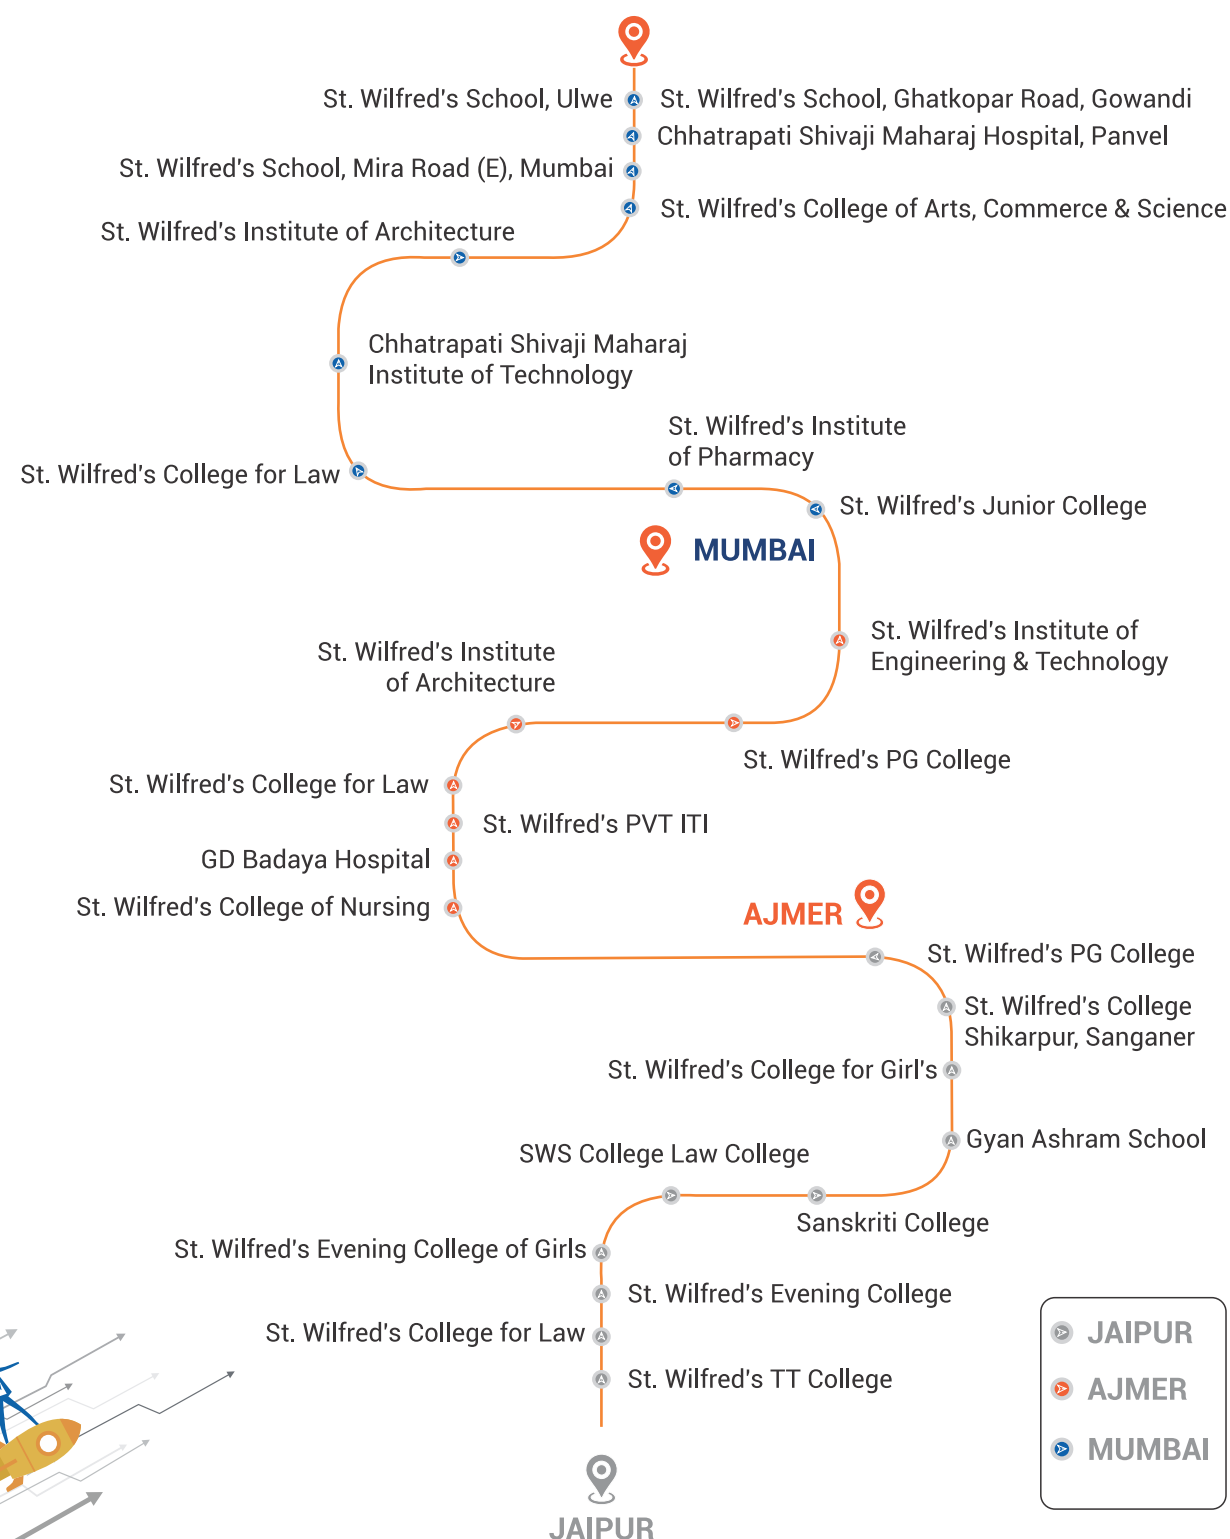 St. Wilfred's School, Ulwe
St. Wilfred's School, Ghatkopar Road, Gowandi
Chhatrapati Shivaji Maharaj Hospital, Panvel
St. Wilfred's School, Mira Road (E), Mumbai
St. Wilfred's College of Arts, Commerce & Science
St. Wilfred's Institute of Architecture
Chhatrapati Shivaji Maharaj
Institute of Technology
St. Wilfred's Institute
of Pharmacy
St. Wilfred's College for Law
St. Wilfred's Junior College
MUMBAI
St. Wilfred's Institute of
Engineering & Technology
St. Wilfred's Institute
of Architecture
St. Wilfred's PG College
St. Wilfred's College for Law
St. Wilfred's PVT ITI
GD Badaya Hospital
St. Wilfred's College of Nursing
AJMER
St. Wilfred's PG College
St. Wilfred's College
Shikarpur, Sanganer
St. Wilfred's College for Girl's
Gyan Ashram School
SWS College Law College
Sanskriti College
St. Wilfred's Evening College of Girls
St. Wilfred's Evening College
St. Wilfred's College for Law
St. Wilfred's TT College
JAIPUR
JAIPUR
AJMER
MUMBAI